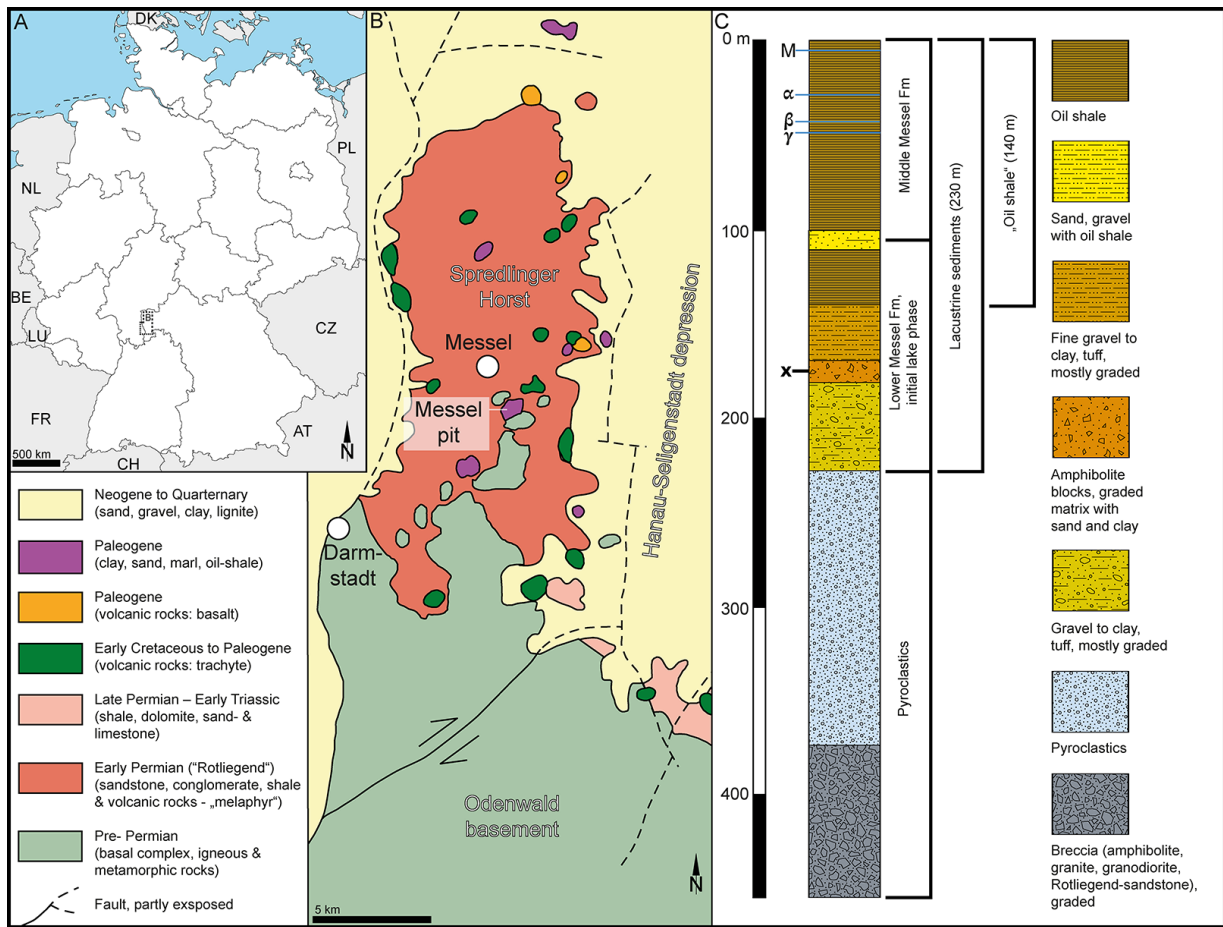 A
DK
PL
NL
BE
LU
CZ
FR
AT
CH
500 km
N
Neogene to Quarternary
(sand, gravel, clay, lignite)
Paleogene
(clay, sand, marl, oil-shale)
Paleogene
(volcanic rocks: basalt)
Early Cretaceous to Paleogene
(volcanic rocks: trachyte)
Late Permian – Early Triassic
(shale, dolomite, sand- &
limestone)
Early Permian (“Rotliegend“)
(sandstone, conglomerate, shale
& volcanic rocks - „melaphyr“)
Pre- Permian
(basal complex, igneous &
metamorphic rocks)
Fault, partly exsposed
B
Spredlinger
Horst
Messel
Messel
pit
Darm-
stadt
Hanau-Seligenstadt depression
Odenwald
basement
5 km
N
C
0 m
M
α
β
γ
100
x
200
300
400
Middle Messel Fm
Lower Messel Fm,
initial lake phase
Pyroclastics
Lacustrine sediments (230 m)
„Oil shale“ (140 m)
Oil shale
Sand, gravel
with oil shale
Fine gravel to
clay, tuff,
mostly graded
Amphibolite
blocks, graded
matrix with
sand and clay
Gravel to clay,
tuff, mostly graded
Pyroclastics
Breccia (amphibolite,
granite, granodiorite,
Rotliegend-sandstone),
graded